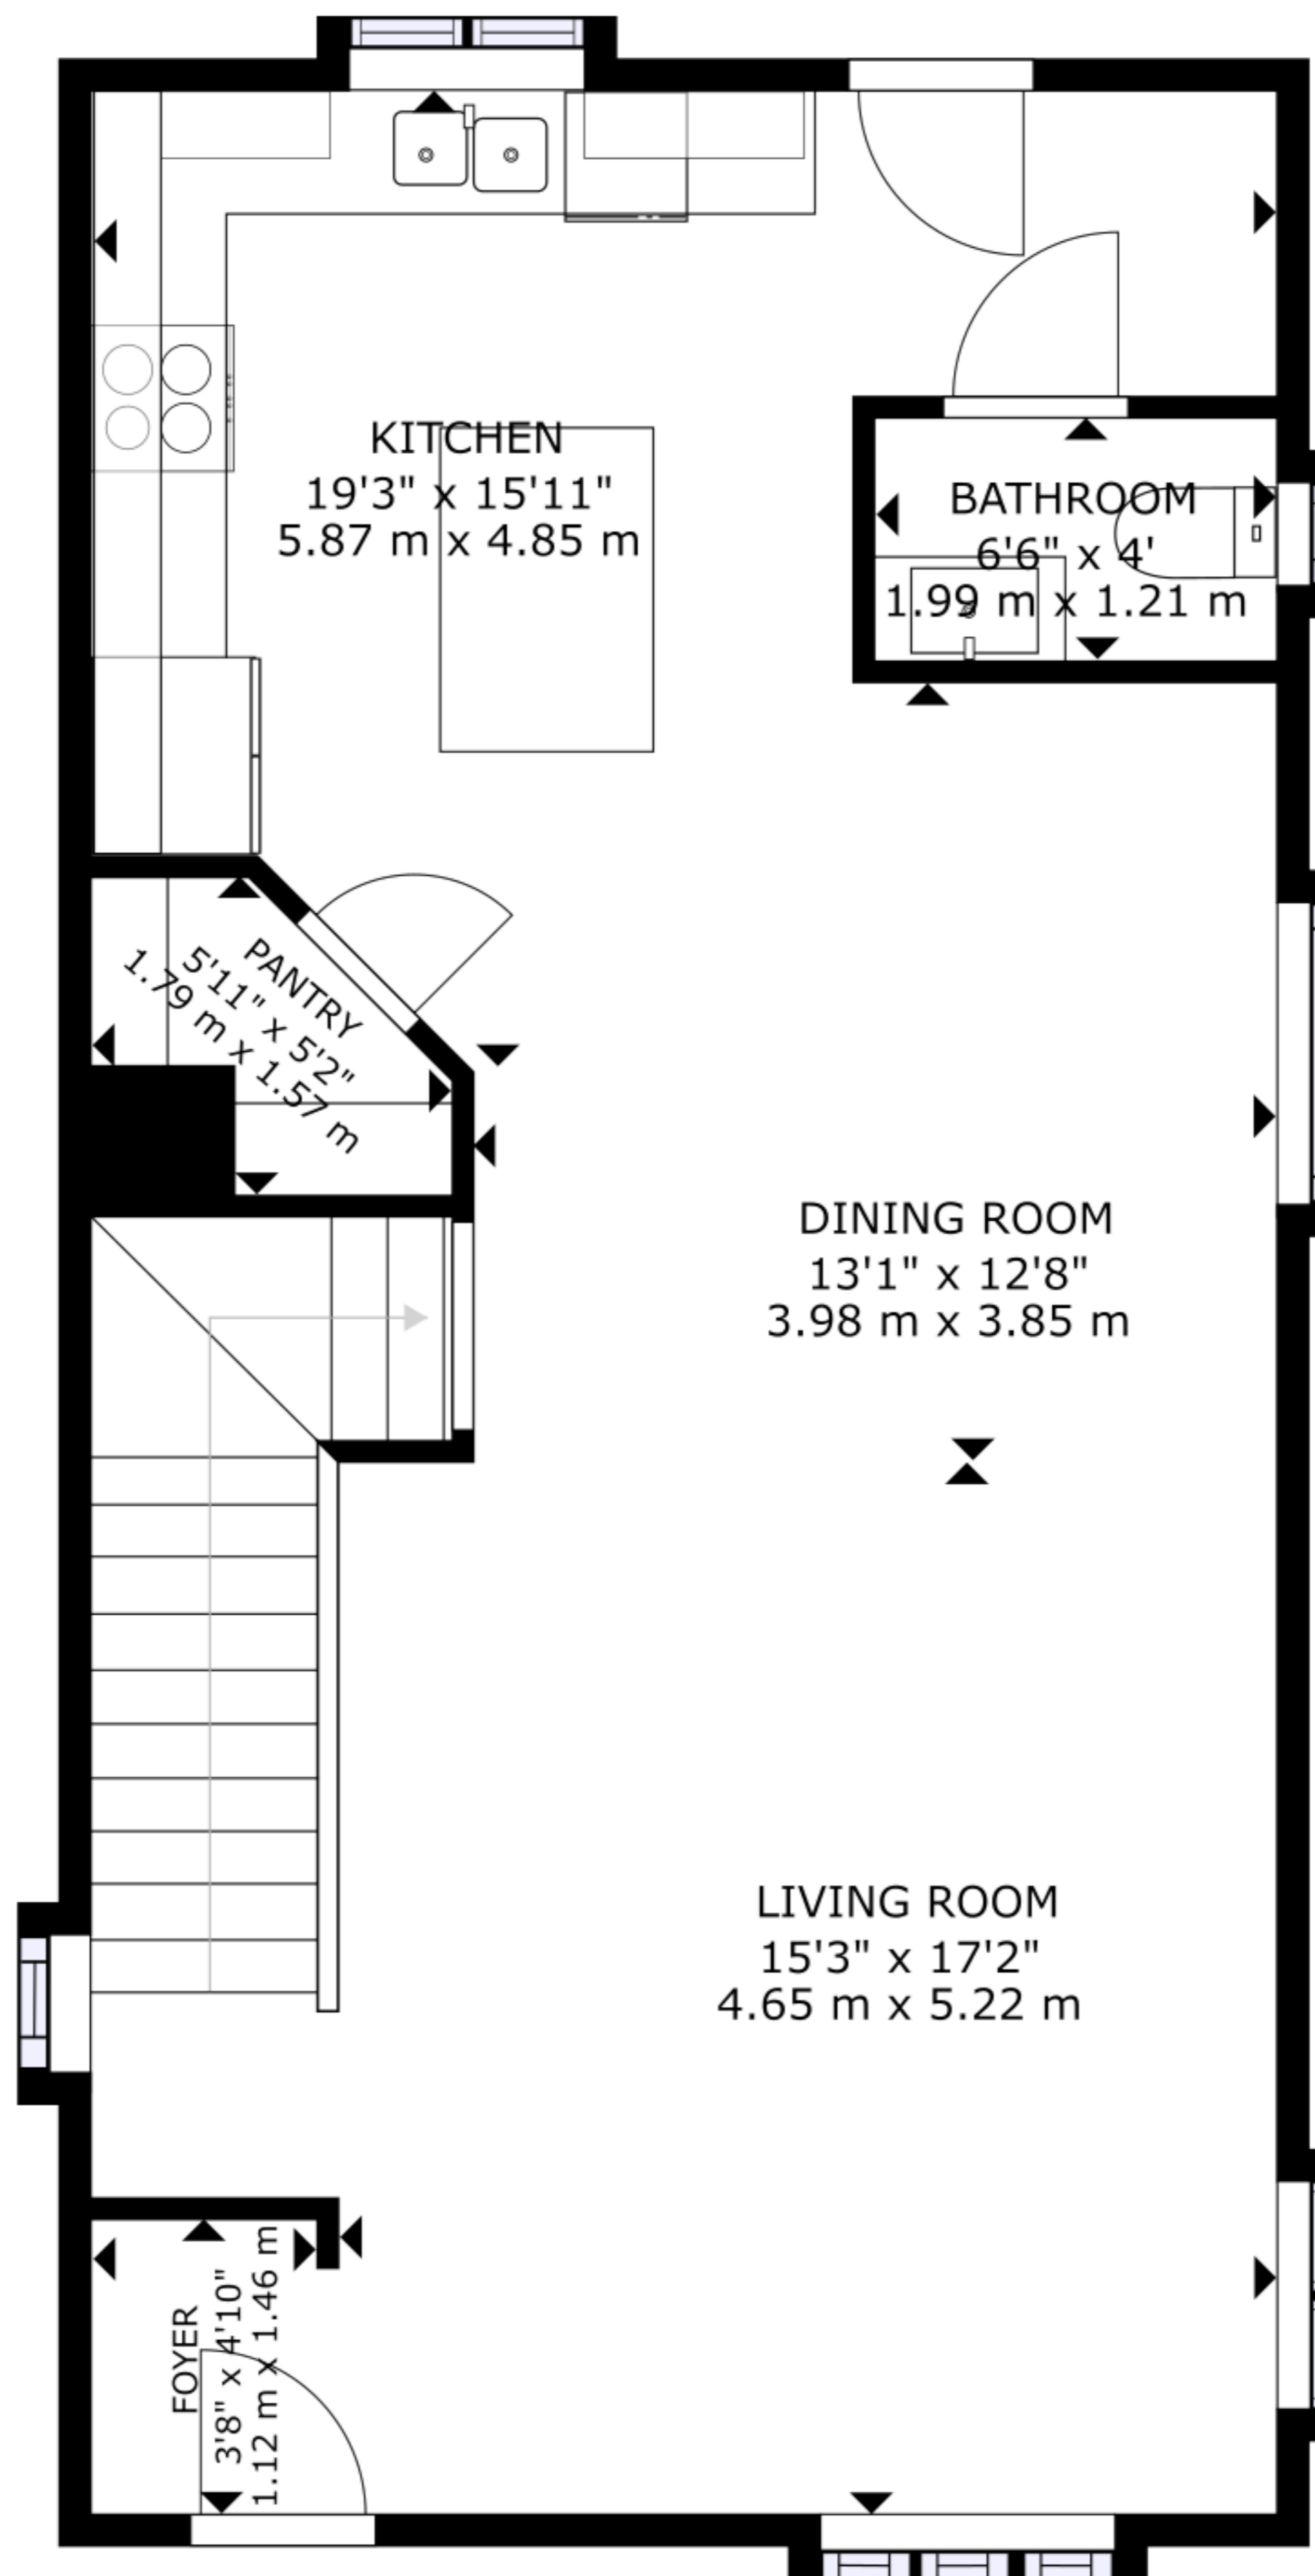 KITCHEN
19'3" x 15'11"
5.87 m x 4.85 m
BATHROOM
6'6" x 4'
1.99 m x 1.21 m
PANTRY
5'11" x 5'2"
1.79 m x 1.57 m
DINING ROOM
13'1" x 12'8"
3.98 m x 3.85 m
LIVING ROOM
15'3" x 17'2"
4.65 m x 5.22 m
FOYER
3'8" x 4'10"
1.12 m x 1.46 m